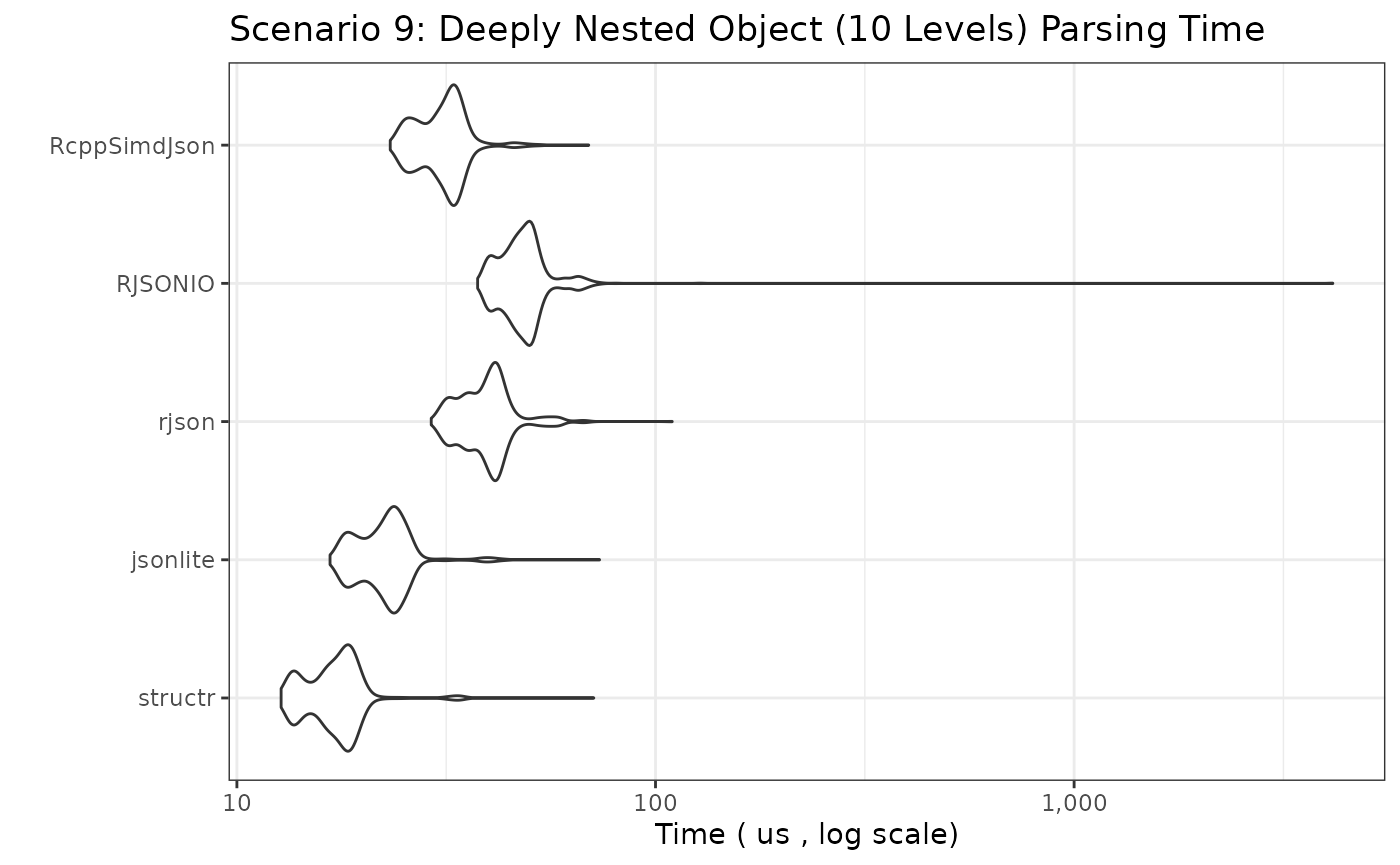 Scenario 9: Deeply Nested Object (10 Levels) Parsing Time
RcppSimdJson
RJSONIO
rjson
jsonlite
structr
10
100
1,000
Time ( us , log scale)